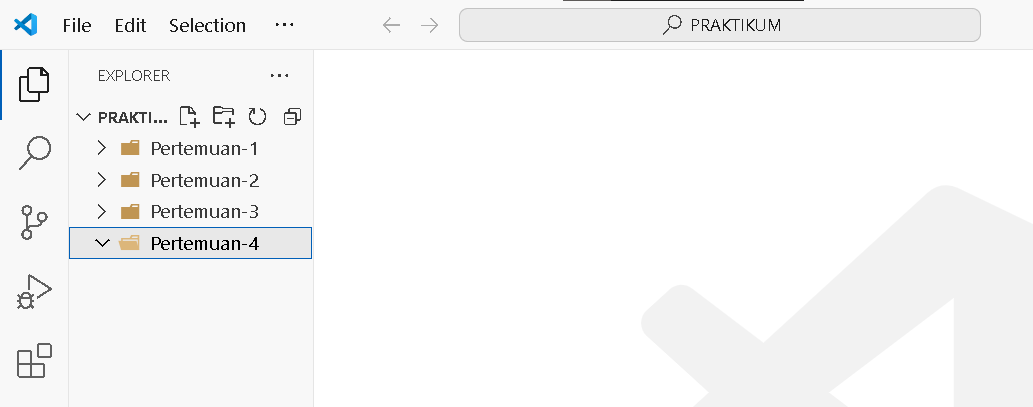 File Edit Selection ··· PRAKTIKUM
EXPLORER ···
PRAKTI...
Pertemuan-1
Pertemuan-2
Pertemuan-3
Pertemuan-4